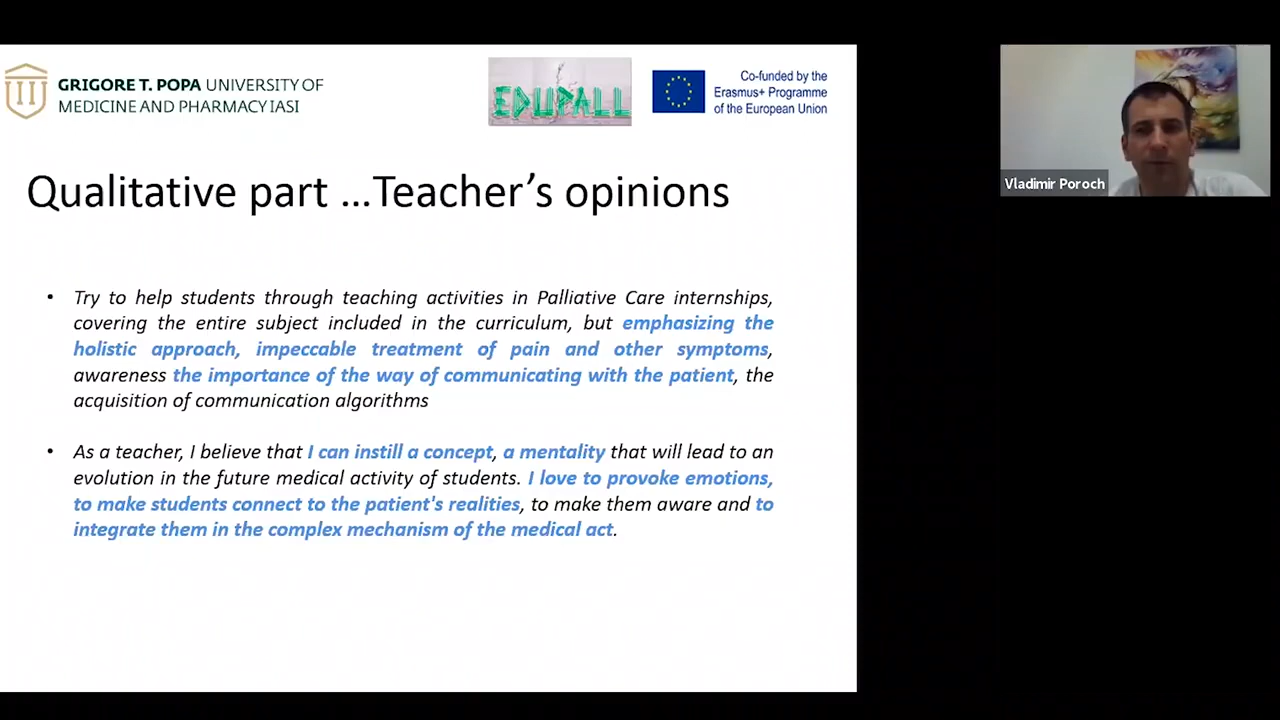 GRIGORE T. POPA UNIVERSITY OF
MEDICINE AND PHARMACY IASI
EDUPALL
Co-funded by the
Erasmus+ Programme
of the European Union
Vladimir Poroch
Qualitative part ...Teacher's opinions
• Try to help students through teaching activities in Palliative Care internships,
covering the entire subject included in the curriculum, but emphasizing the
holistic approach, impeccable treatment of pain and other symptoms,
awareness the importance of the way of communicating with the patient, the
acquisition of communication algorithms
• As a teacher, I believe that I can instill a concept, a mentality that will lead to an
evolution in the future medical activity of students. I love to provoke emotions,
to make students connect to the patient's realities, to make them aware and to
integrate them in the complex mechanism of the medical act.